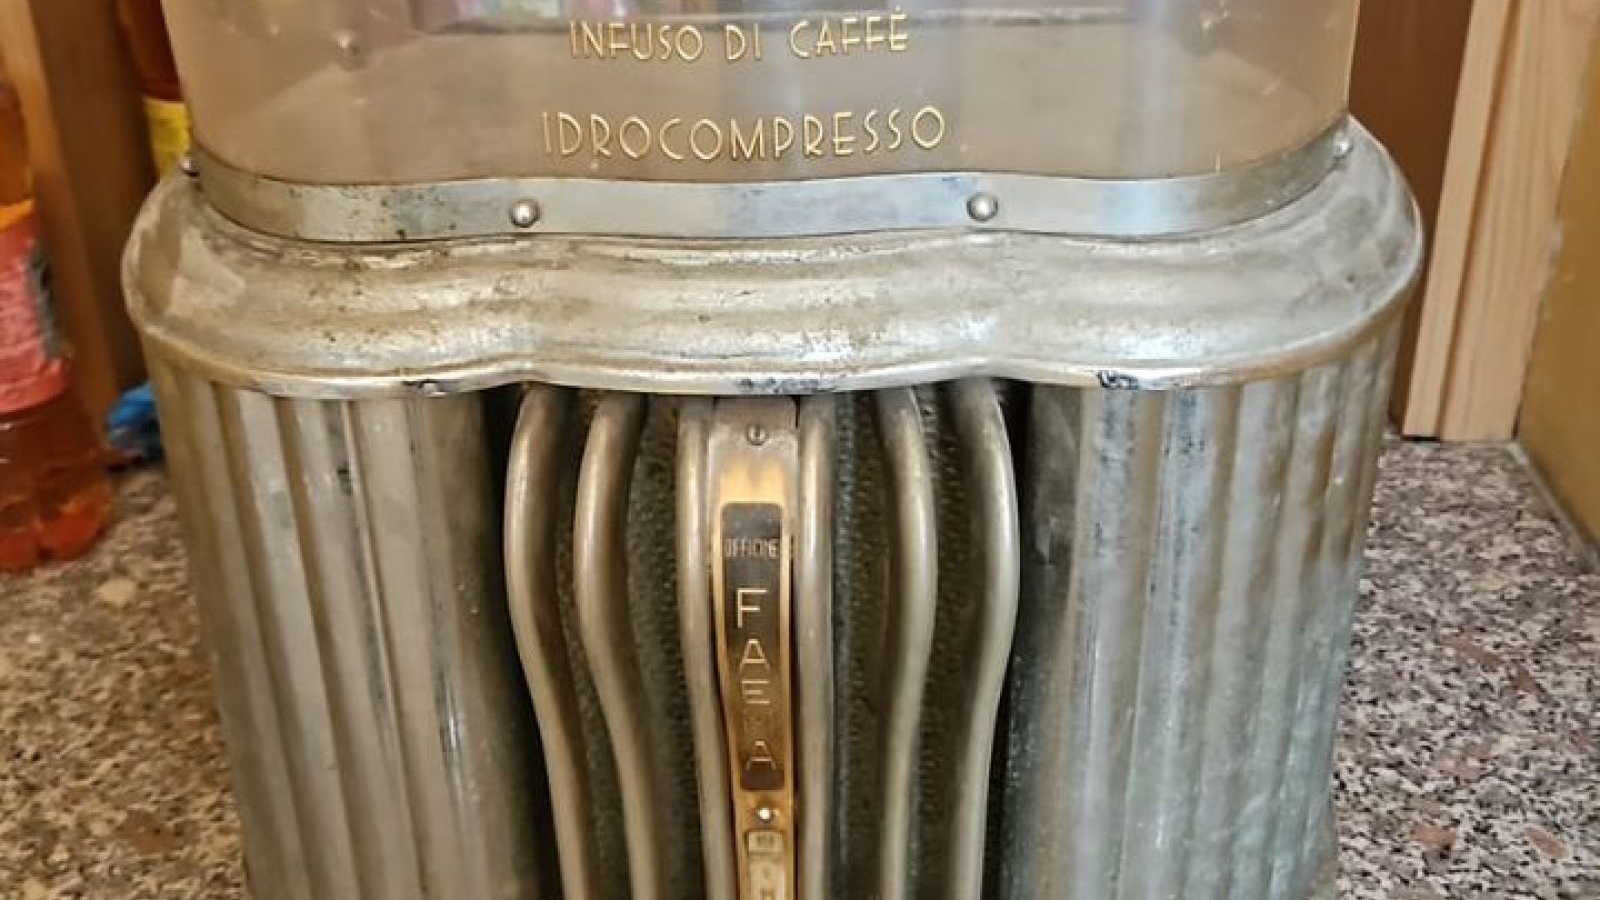 INFUSO DI CAFFÈ
IDROCOMPRESSO
OFFICINE
FAEMA